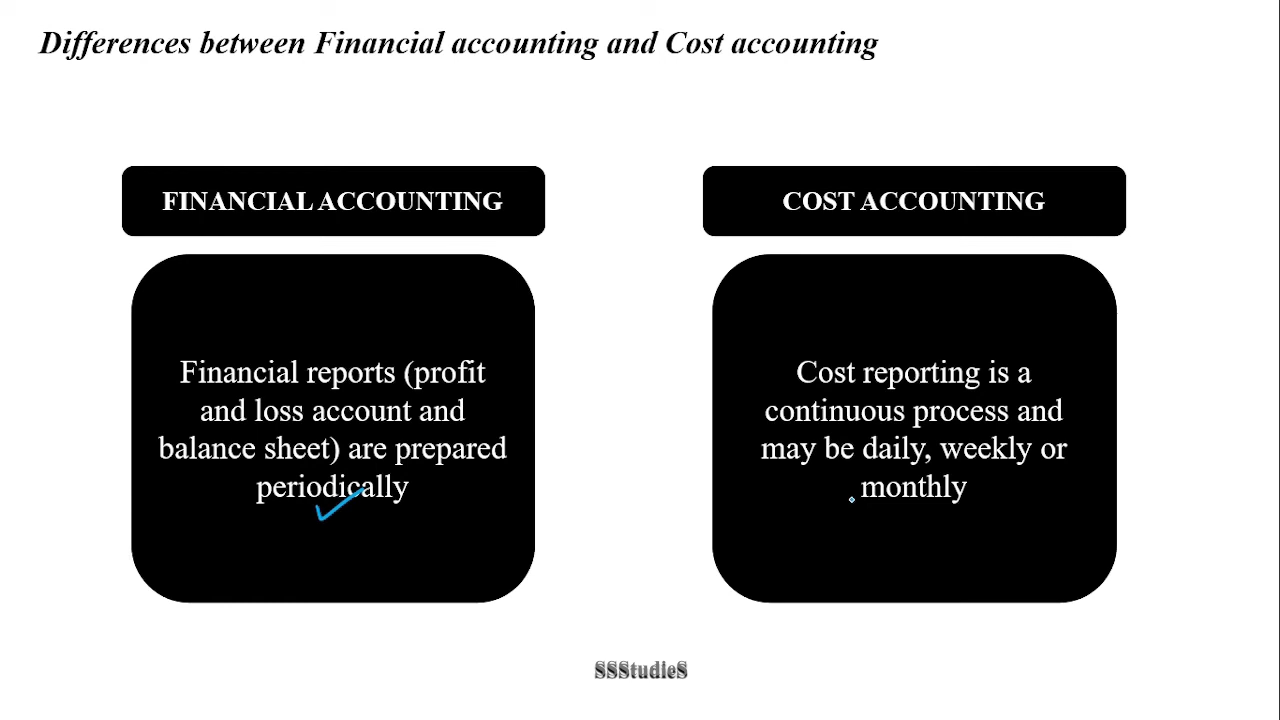 Differences between Financial accounting and Cost accounting
FINANCIAL ACCOUNTING
Financial reports (profit
and loss account and
balance sheet) are prepared
periodically
COST ACCOUNTING
Cost reporting is a
continuous process and
may be daily, weekly or
monthly
SSStudieS